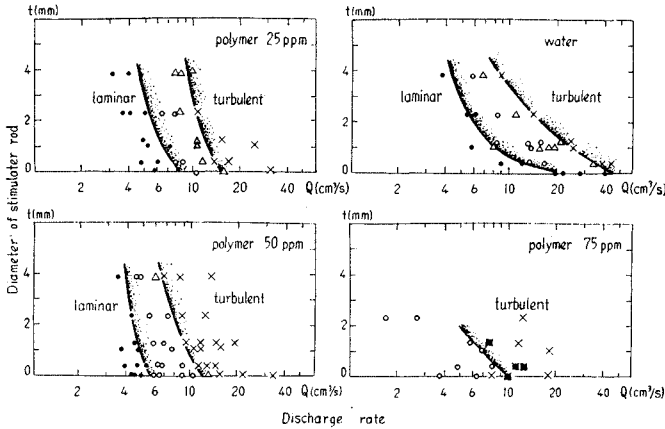 t(mm)
polymer 25 ppm
4
laminar
turbulent
2
0
2 4 6 10 20 40 Q(cm³/s)
t(mm)
water
4
laminar
turbulent
2
0
2 4 6 10 20 40 Q(cm³/s)
Diameter of stimulater rod
t(mm)
polymer 50 ppm
4
laminar
turbulent
2
0
2 4 6 10 20 40 Q(cm³/s)
t(mm)
polymer 75 ppm
4
turbulent
2
0
2 4 6 10 20 40 Q(cm³/s)
Discharge rate